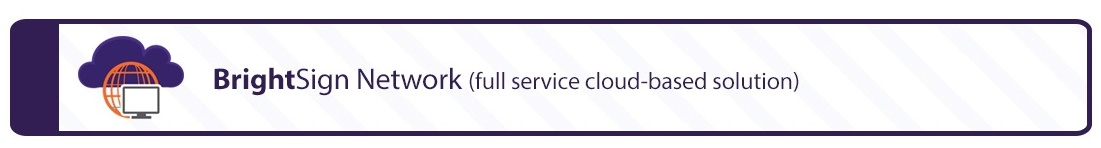 BrightSign Network (full service cloud-based solution)